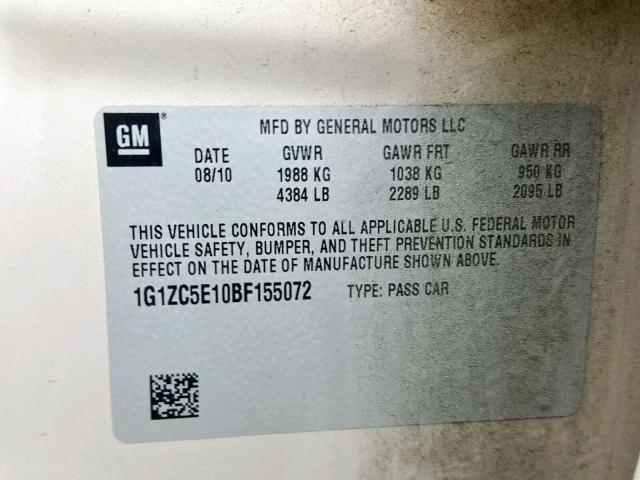 GM ®
MFD BY GENERAL MOTORS LLC
DATE GVWR GAWR FRT GAWR RR
08/10 1988 KG 1038 KG 950 KG
4384 LB 2289 LB 2095 LB
THIS VEHICLE CONFORMS TO ALL APPLICABLE U.S. FEDERAL MOTOR
VEHICLE SAFETY, BUMPER, AND THEFT PREVENTION STANDARDS IN
EFFECT ON THE DATE OF MANUFACTURE SHOWN ABOVE.
1G1ZC5E10BF155072 TYPE: PASS CAR